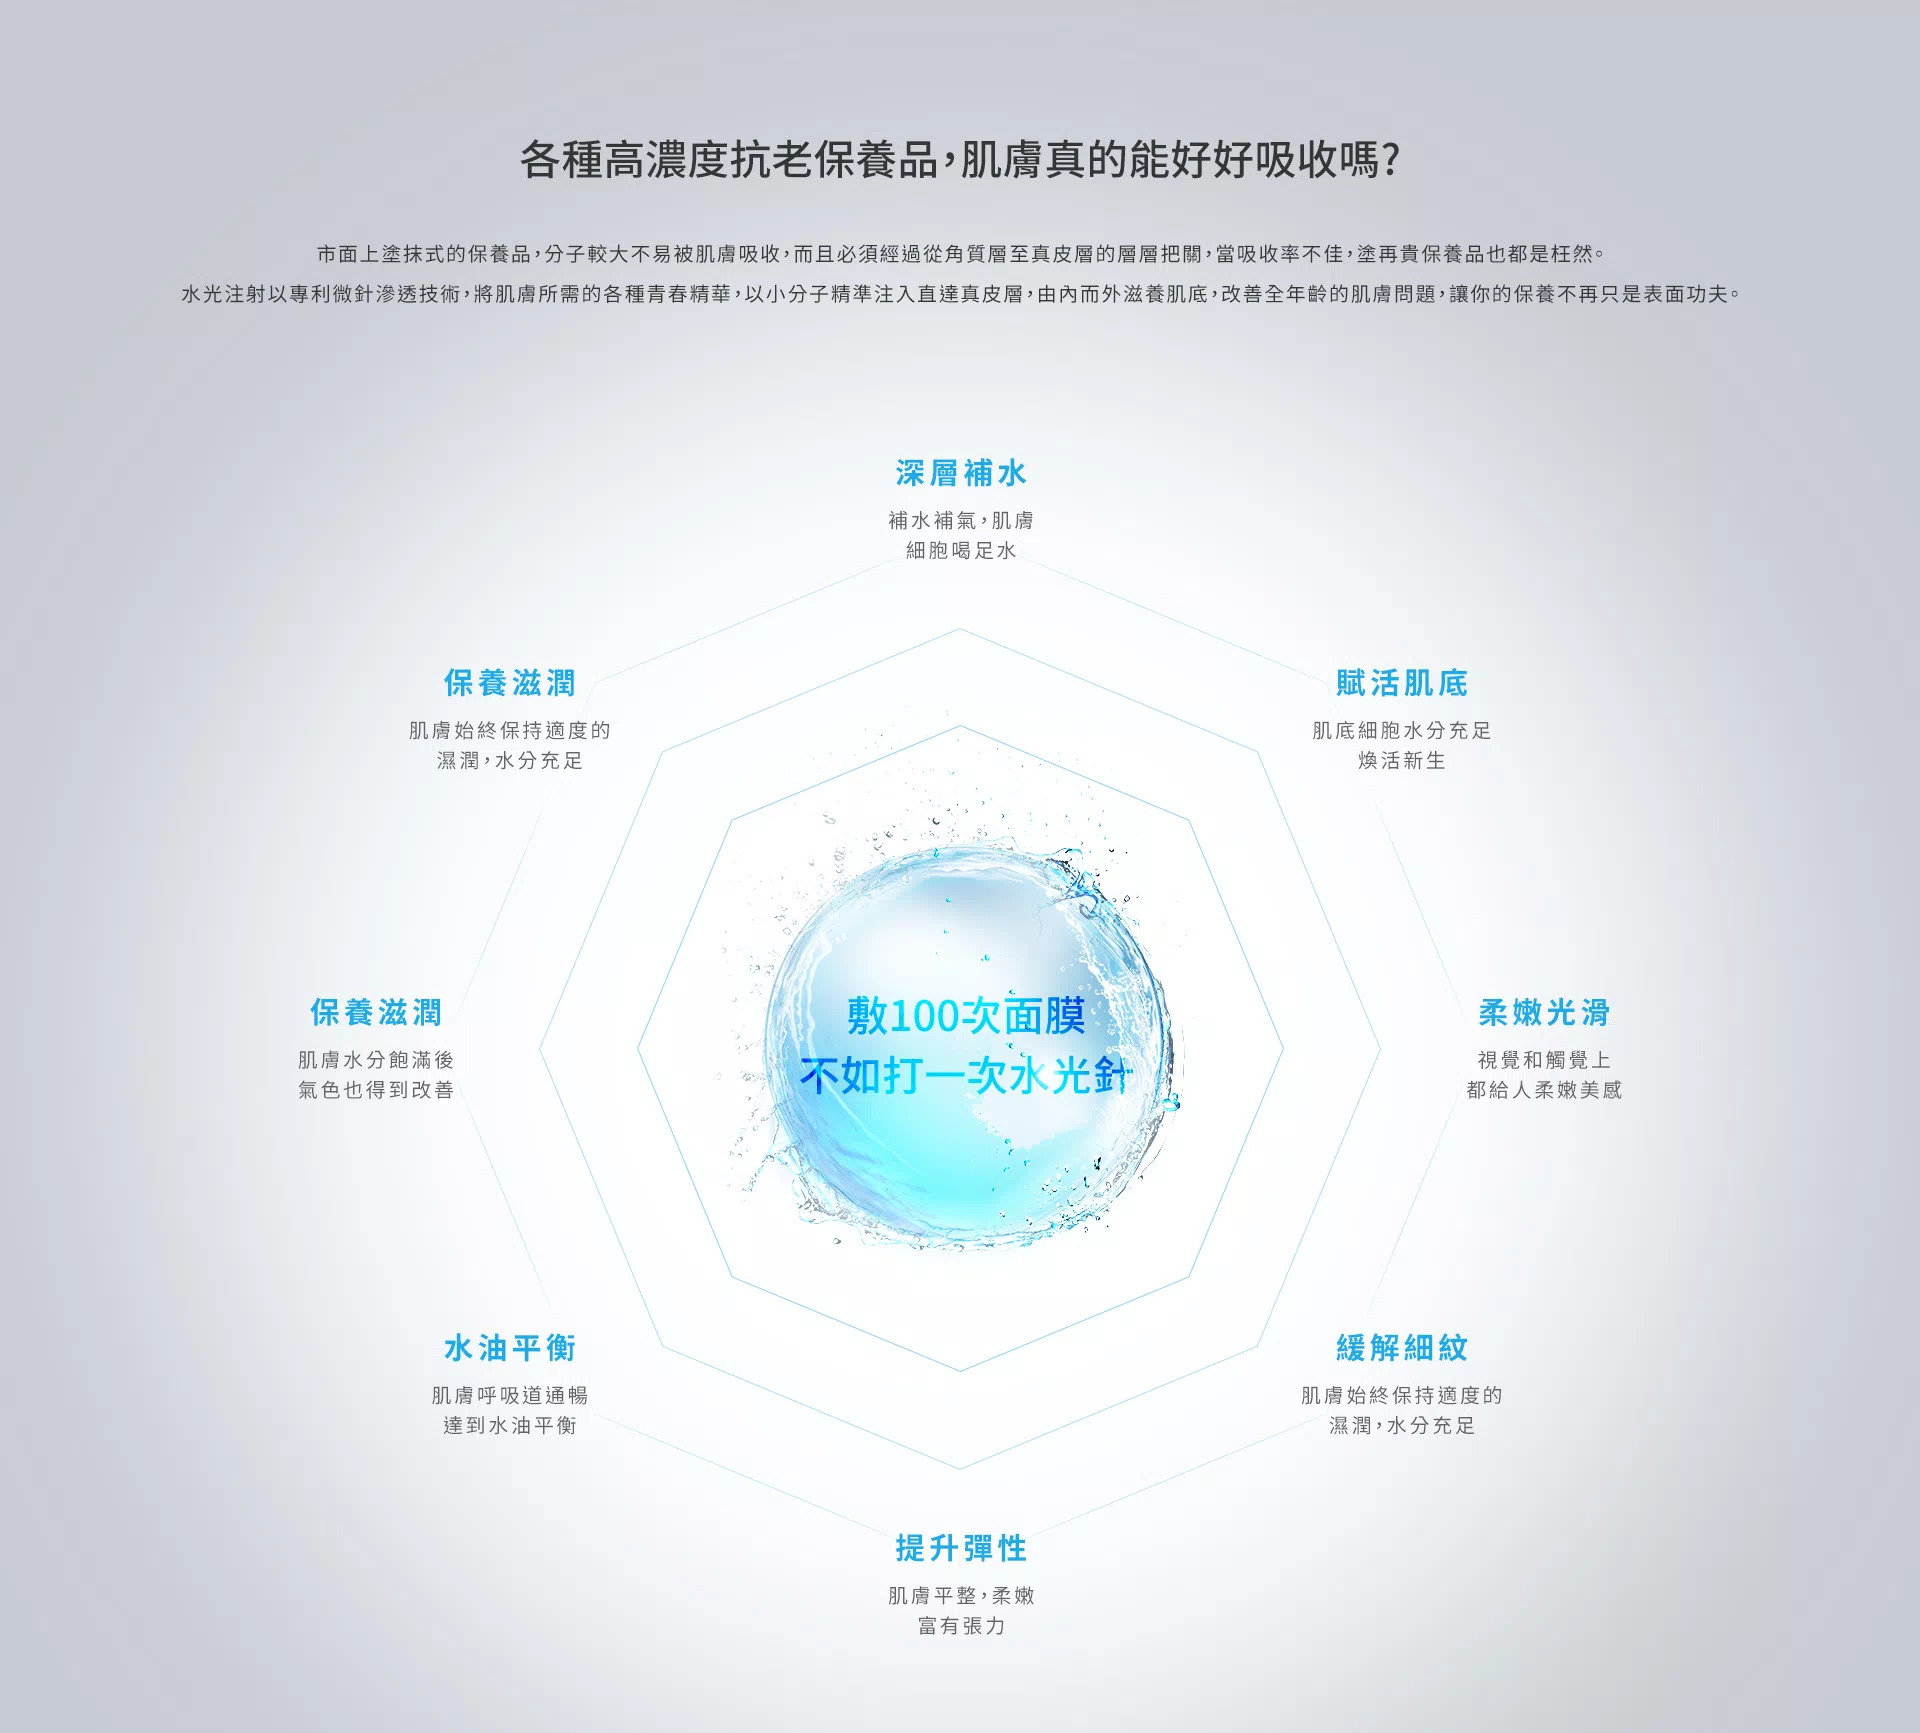 各種高濃度抗老保養品,肌膚真的能好好吸收嗎?
市面上塗抹式的保養品,分子較大不易被肌膚吸收,而且必須經過從角質層至真皮層的層層把關,當吸收率不佳,塗再貴保養品也都是枉然。
水光注射以專利微針滲透技術,將肌膚所需的各種青春精華,以小分子精準注入直達真皮層,由內而外滋養肌底,改善全年齡的肌膚問題,讓你的保養不再只是表面功夫。
深層補水
補水補氣,肌膚
細胞喝足水
保養滋潤
肌膚始終保持適度的
濕潤,水分充足
賦活肌底
肌底細胞水分充足
煥活新生
保養滋潤
肌膚水分飽滿後
氣色也得到改善
敷100次面膜
不如打一次水光針
柔嫩光滑
視覺和觸覺上
都給人柔嫩美感
水油平衡
肌膚呼吸道通暢
達到水油平衡
緩解細紋
肌膚始終保持適度的
濕潤,水分充足
提升彈性
肌膚平整,柔嫩
富有張力